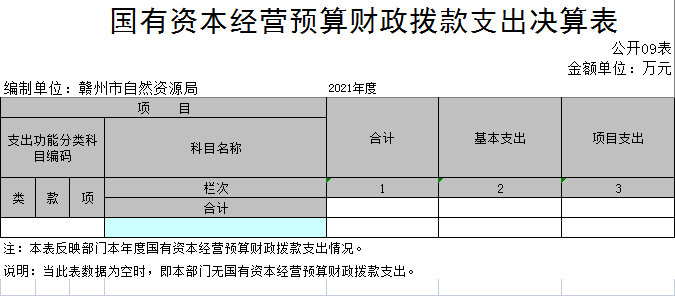 国有资本经营预算财政拨款支出决算表
公开09表
金额单位：万元
编制单位：赣州市自然资源局 2021年度
项 目
支出功能分类科目编码 科目名称 合计 基本支出 项目支出
类 款 项 栏次 1 2 3
合计
注：本表反映部门本年度国有资本经营预算财政拨款支出情况。
说明：当此表数据为空时，即本部门无国有资本经营预算财政拨款支出。